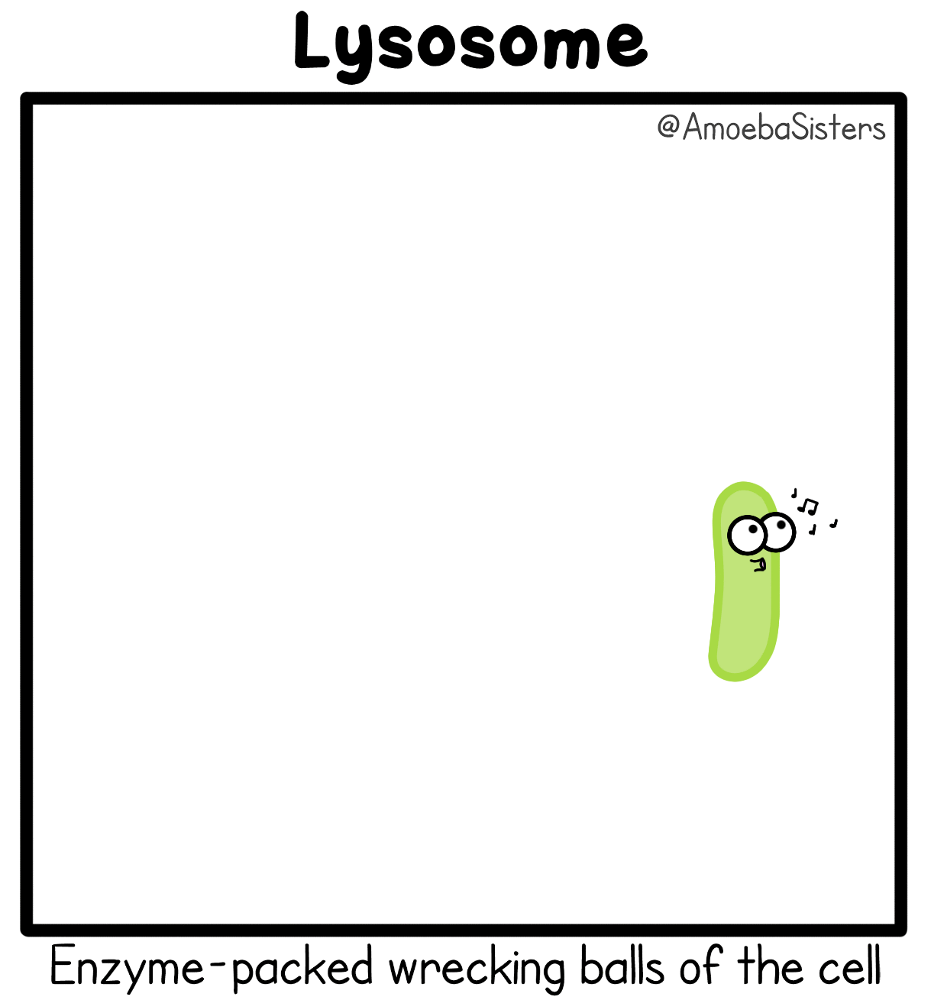 Lysosome
@AmoebaSisters
Enzyme-packed wrecking balls of the cell